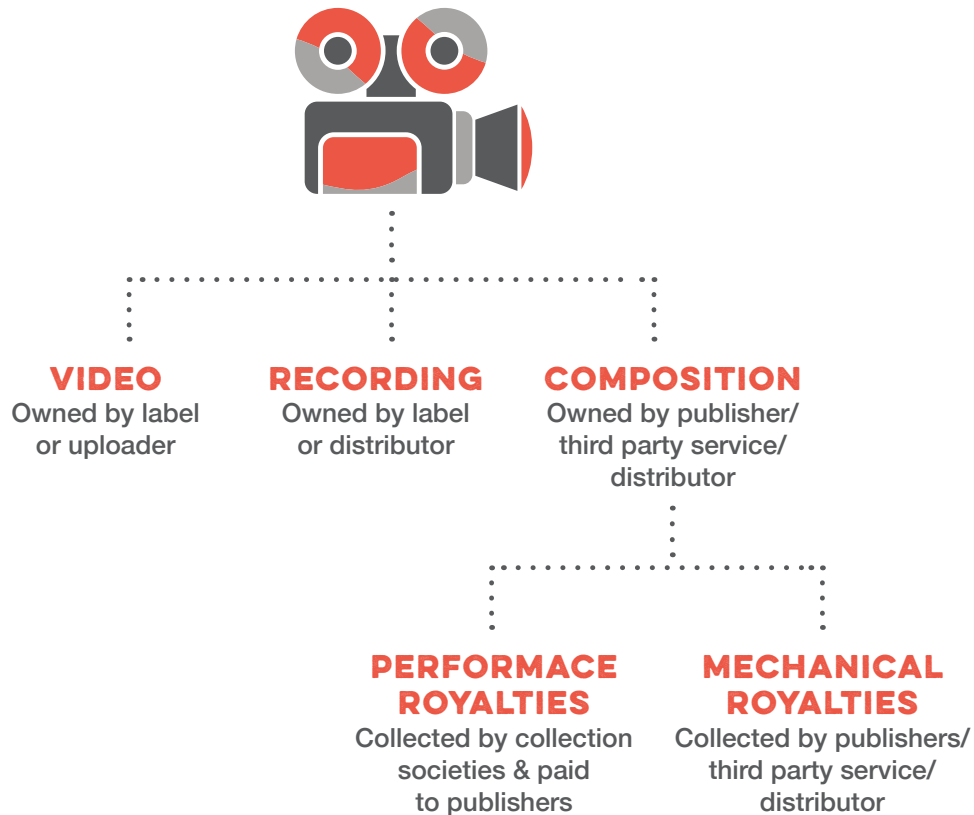 VIDEO
Owned by label
or uploader
RECORDING
Owned by label
or distributor
COMPOSITION
Owned by publisher/
third party service/
distributor
PERFORMACE
ROYALTIES
Collected by collection
societies & paid
to publishers
MECHANICAL
ROYALTIES
Collected by publishers/
third party service/
distributor